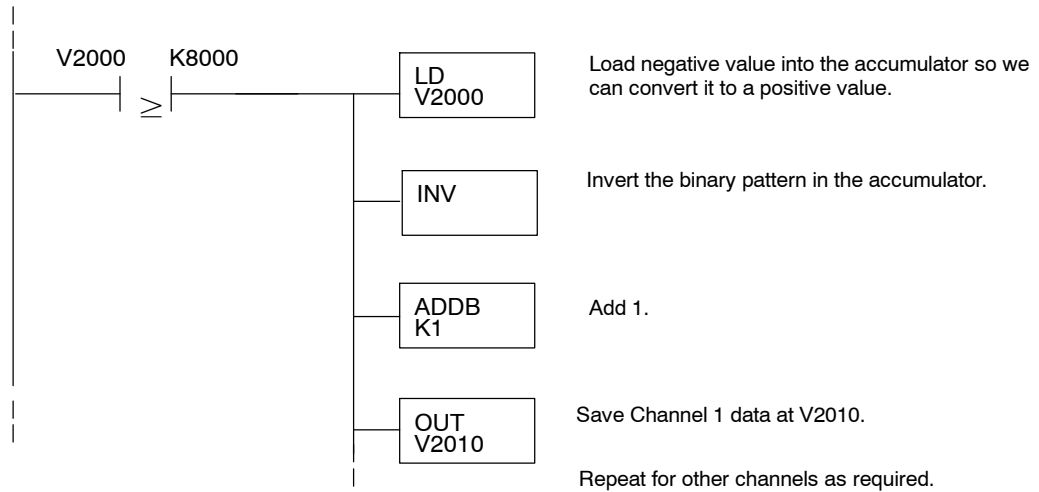 V2000 K8000
≥
LD
V2000
Load negative value into the accumulator so we
can convert it to a positive value.
INV
Invert the binary pattern in the accumulator.
ADDB
K1
Add 1.
OUT
V2010
Save Channel 1 data at V2010.
Repeat for other channels as required.